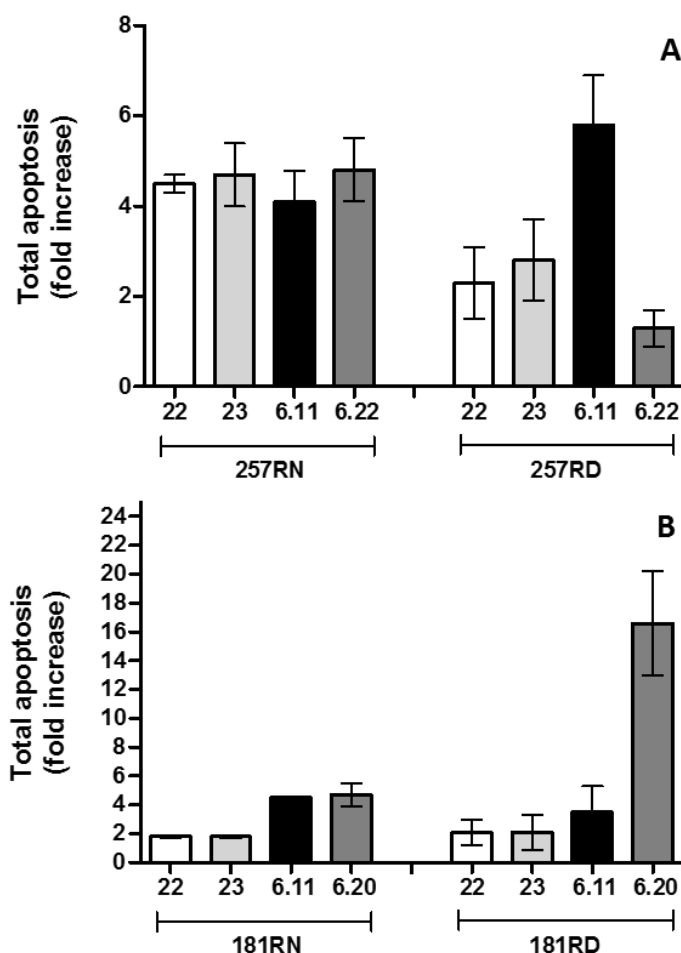 A
Total apoptosis
(fold increase)
8
6
4
2
0
22 23 6.11 6.22 22 23 6.11 6.22
257RN 257RD
B
Total apoptosis
(fold increase)
24
22
20
18
16
14
12
10
8
6
4
2
0
22 23 6.11 6.20 22 23 6.11 6.20
181RN 181RD